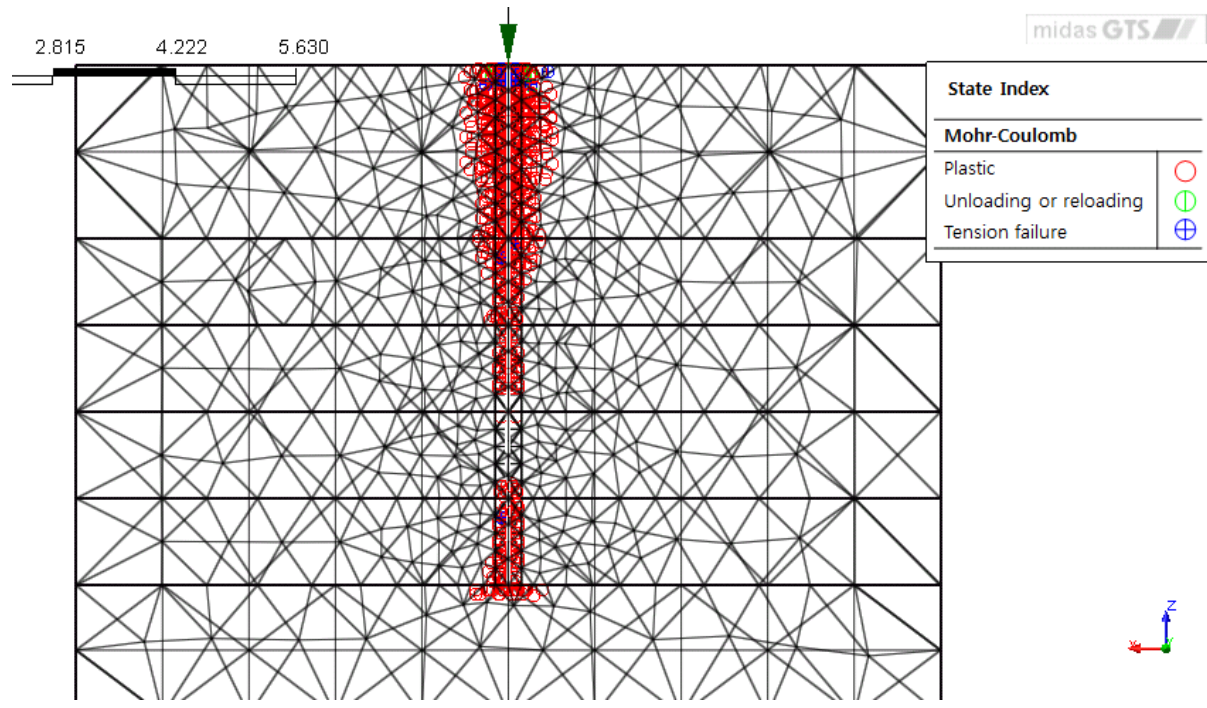 midas GTS
2.815 4.222 5.630
State Index
Mohr-Coulomb
Plastic
Unloading or reloading
Tension failure
Z
X
Y